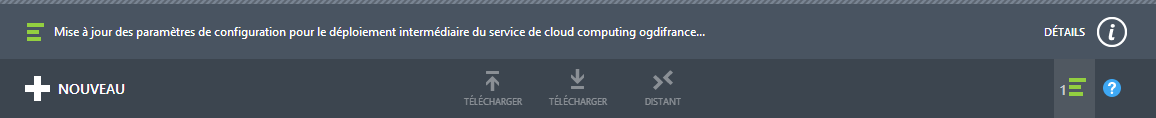 Mise à jour des paramètres de configuration pour le déploiement intermédiaire du service de cloud computing ogdifrance...
DÉTAILS
NOUVEAU
TÉLÉCHARGER
TÉLÉCHARGER
DISTANT
1
?